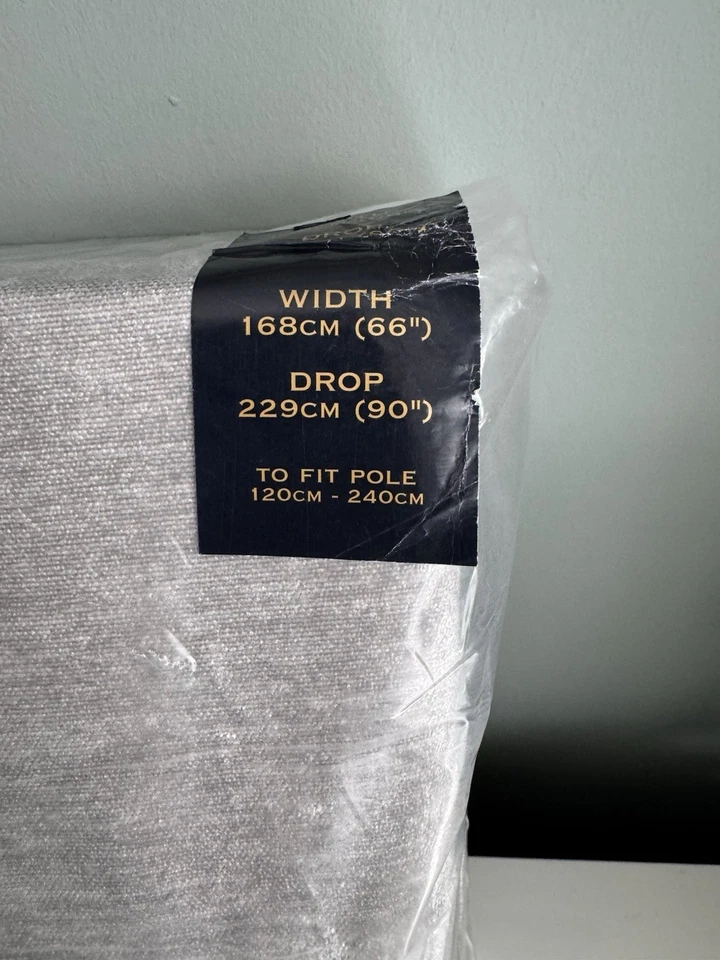 WIDTH
168CM (66")
DROP
229CM (90")
TO FIT POLE
120CM - 240CM